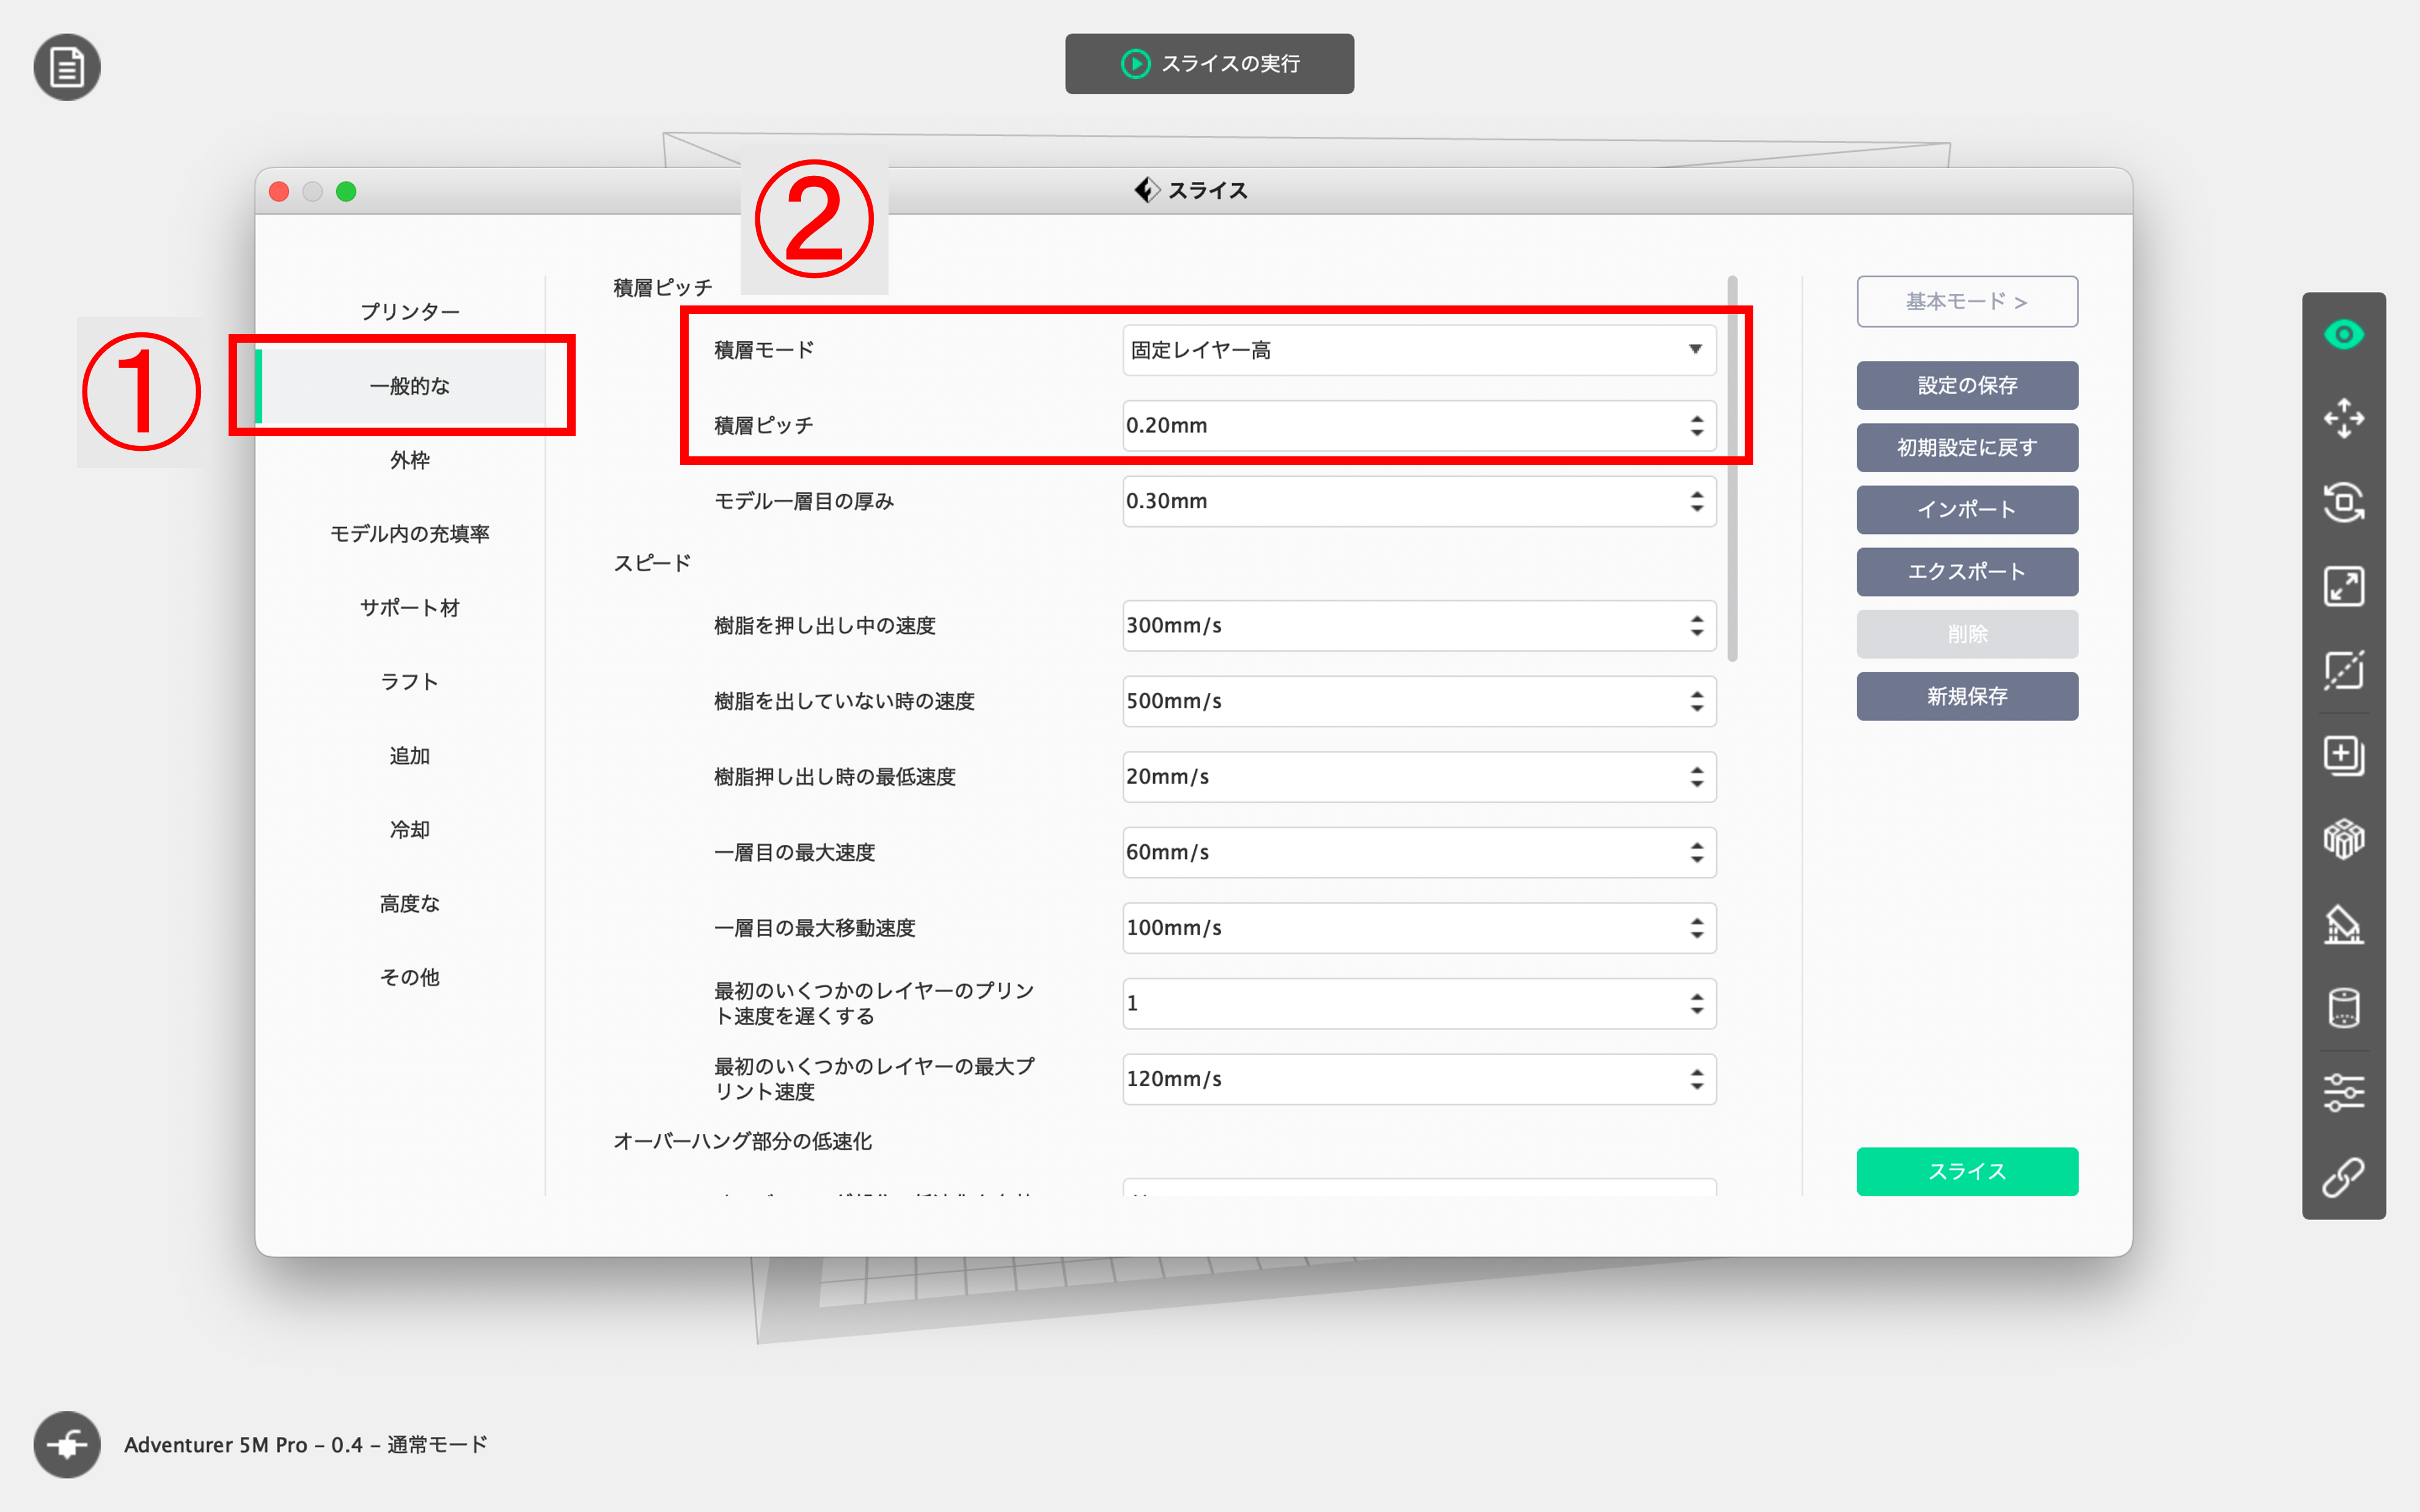 スライスの実行
②
スライス
①
プリンター
一般的な
外枠
モデル内の充填率
サポート材
ラフト
追加
冷却
高度な
その他
積層ピッチ
積層モード 固定レイヤー高
積層ピッチ 0.20mm
モデル一層目の厚み 0.30mm
スピード
樹脂を押し出し中の速度 300mm/s
樹脂を出していない時の速度 500mm/s
樹脂押し出し時の最低速度 20mm/s
一層目の最大速度 60mm/s
一層目の最大移動速度 100mm/s
最初のいくつかのレイヤーのプリン
ト速度を遅くする 1
最初のいくつかのレイヤーの最大プ
リント速度 120mm/s
オーバーハング部分の低速化
基本モード >
設定の保存
初期設定に戻す
インポート
エクスポート
削除
新規保存
スライス
Adventurer 5M Pro – 0.4 – 通常モード